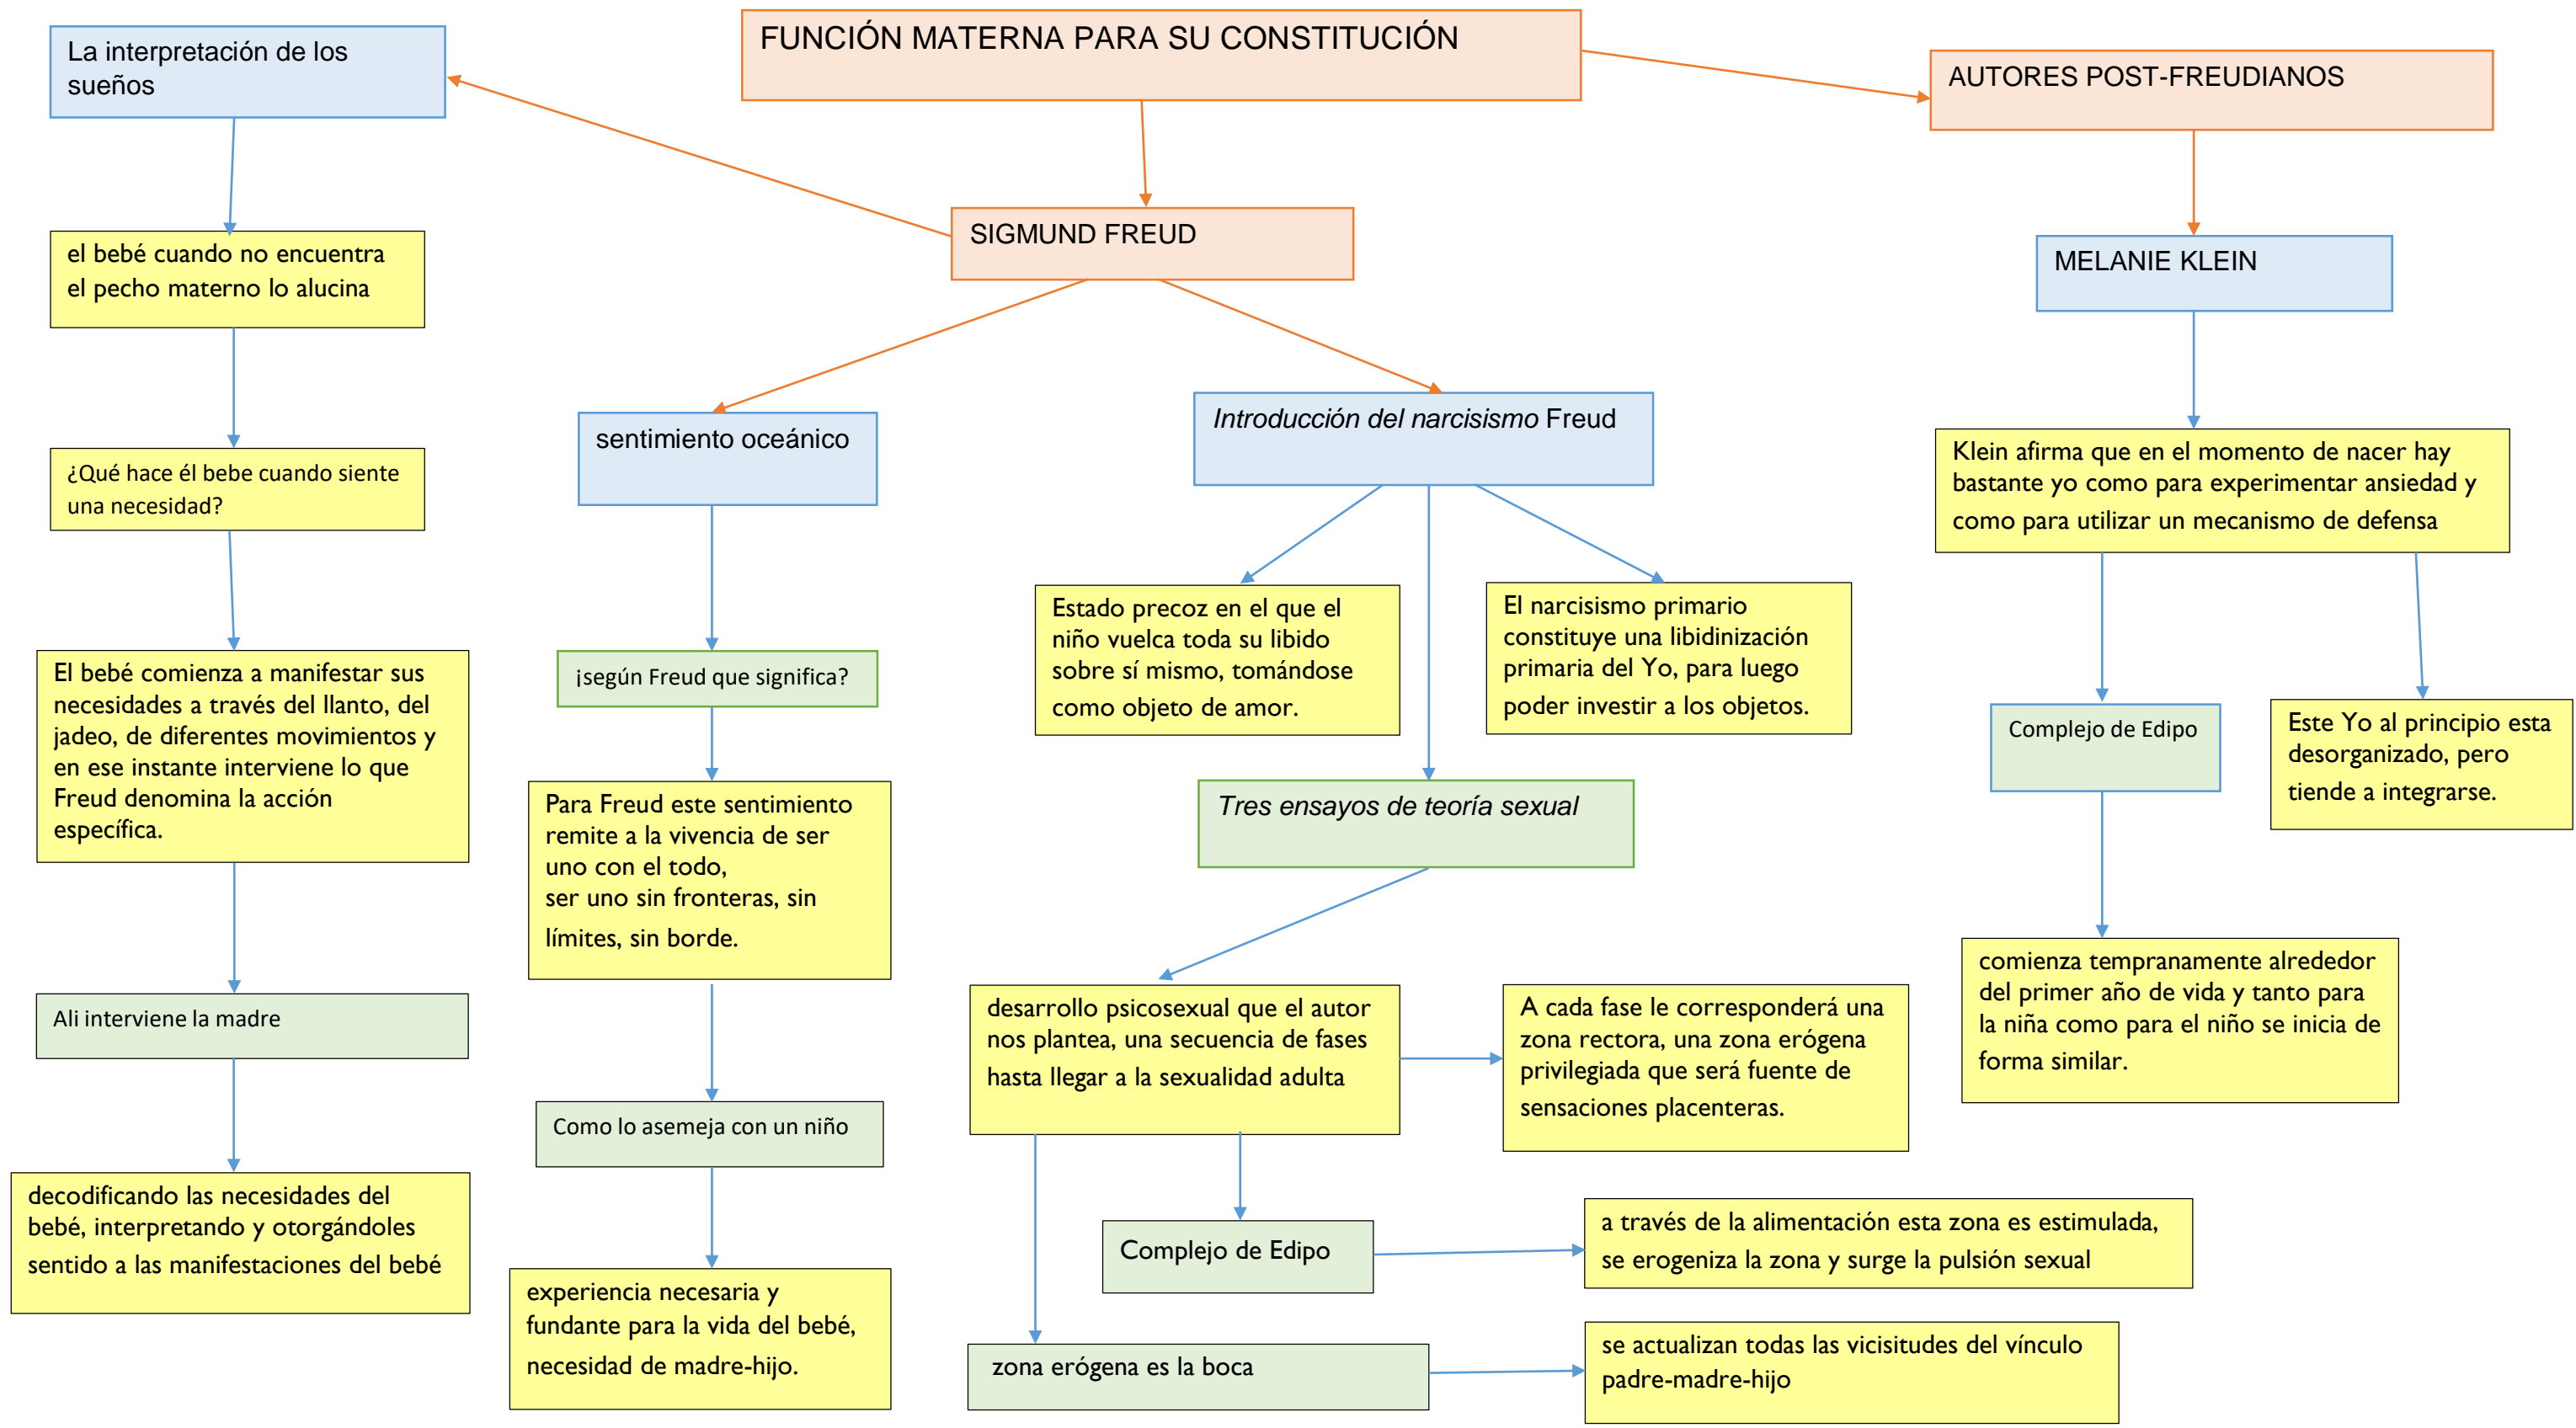 FUNCIÓN MATERNA PARA SU CONSTITUCIÓN
La interpretación de los
sueños
el bebé cuando no encuentra
el pecho materno lo alucina
¿Qué hace él bebe cuando siente
una necesidad?
El bebé comienza a manifestar sus
necesidades a través del llanto, del
jadeo, de diferentes movimientos y
en ese instante interviene lo que
Freud denomina la acción
específica.
Ali interviene la madre
decodificando las necesidades del
bebé, interpretando y otorgándoles
sentido a las manifestaciones del bebé
SIGMUND FREUD
sentimiento oceánico
¡según Freud que significa?
Para Freud este sentimiento
remite a la vivencia de ser
uno con el todo,
ser uno sin fronteras, sin
límites, sin borde.
Como lo asemeja con un niño
experiencia necesaria y
fundante para la vida del bebé,
necesidad de madre-hijo.
Introducción del narcisismo Freud
Estado precoz en el que el
niño vuelca toda su libido
sobre sí mismo, tomándose
como objeto de amor.
El narcisismo primario
constituye una libidinización
primaria del Yo, para luego
poder investir a los objetos.
Tres ensayos de teoría sexual
desarrollo psicosexual que el autor
nos plantea, una secuencia de fases
hasta llegar a la sexualidad adulta
A cada fase le corresponderá una
zona rectora, una zona erógena
privilegiada que será fuente de
sensaciones placenteras.
Complejo de Edipo
a través de la alimentación esta zona es estimulada,
se erogeniza la zona y surge la pulsión sexual
zona erógena es la boca
se actualizan todas las vicisitudes del vínculo
padre-madre-hijo
AUTORES POST-FREUDIANOS
MELANIE KLEIN
Klein afirma que en el momento de nacer hay
bastante yo como para experimentar ansiedad y
como para utilizar un mecanismo de defensa
Complejo de Edipo
Este Yo al principio esta
desorganizado, pero
tiende a integrarse.
comienza tempranamente alrededor
del primer año de vida y tanto para
la niña como para el niño se inicia de
forma similar.